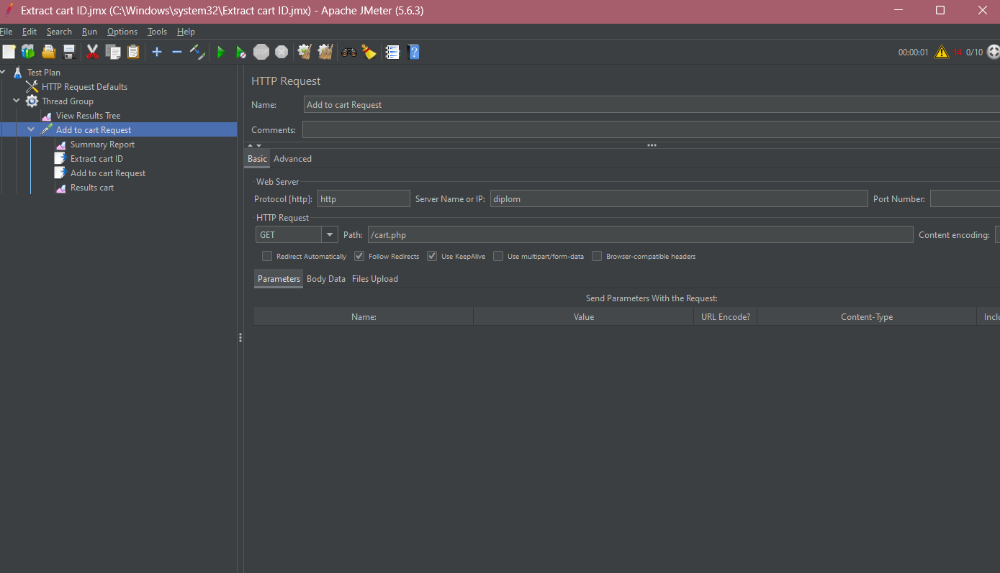 Extract cart ID.jmx (C:\Windows\system32\Extract cart ID.jmx) - Apache JMeter (5.6.3)
File Edit Search Run Options Tools Help
STOP 00:00:01 14 0/10
Test Plan
HTTP Request Defaults
Thread Group
View Results Tree
Add to cart Request
Summary Report
Extract cart ID
Add to cart Request
Results cart
HTTP Request
Name: Add to cart Request
Comments:
Basic Advanced
Web Server
Protocol [http]: http Server Name or IP: diplom Port Number:
HTTP Request
GET Path: /cart.php Content encoding:
Redirect Automatically Follow Redirects Use KeepAlive Use multipart/form-data Browser-compatible headers
Parameters Body Data Files Upload
Send Parameters With the Request:
Name: Value URL Encode? Content-Type Inclu